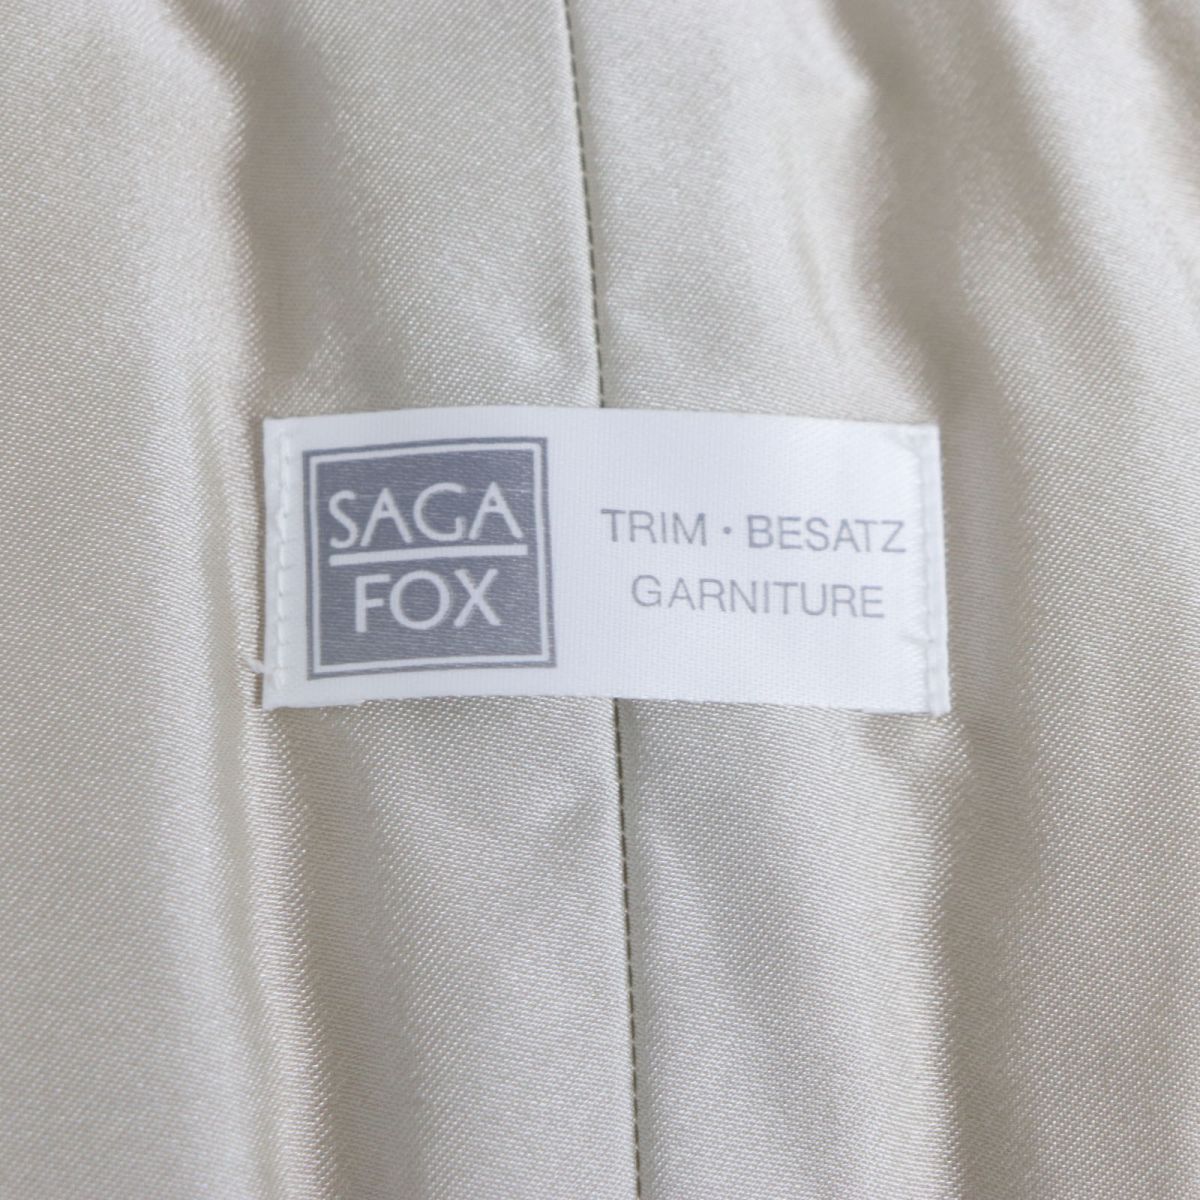 SAGA
FOX
TRIM · BESATZ
GARNITURE